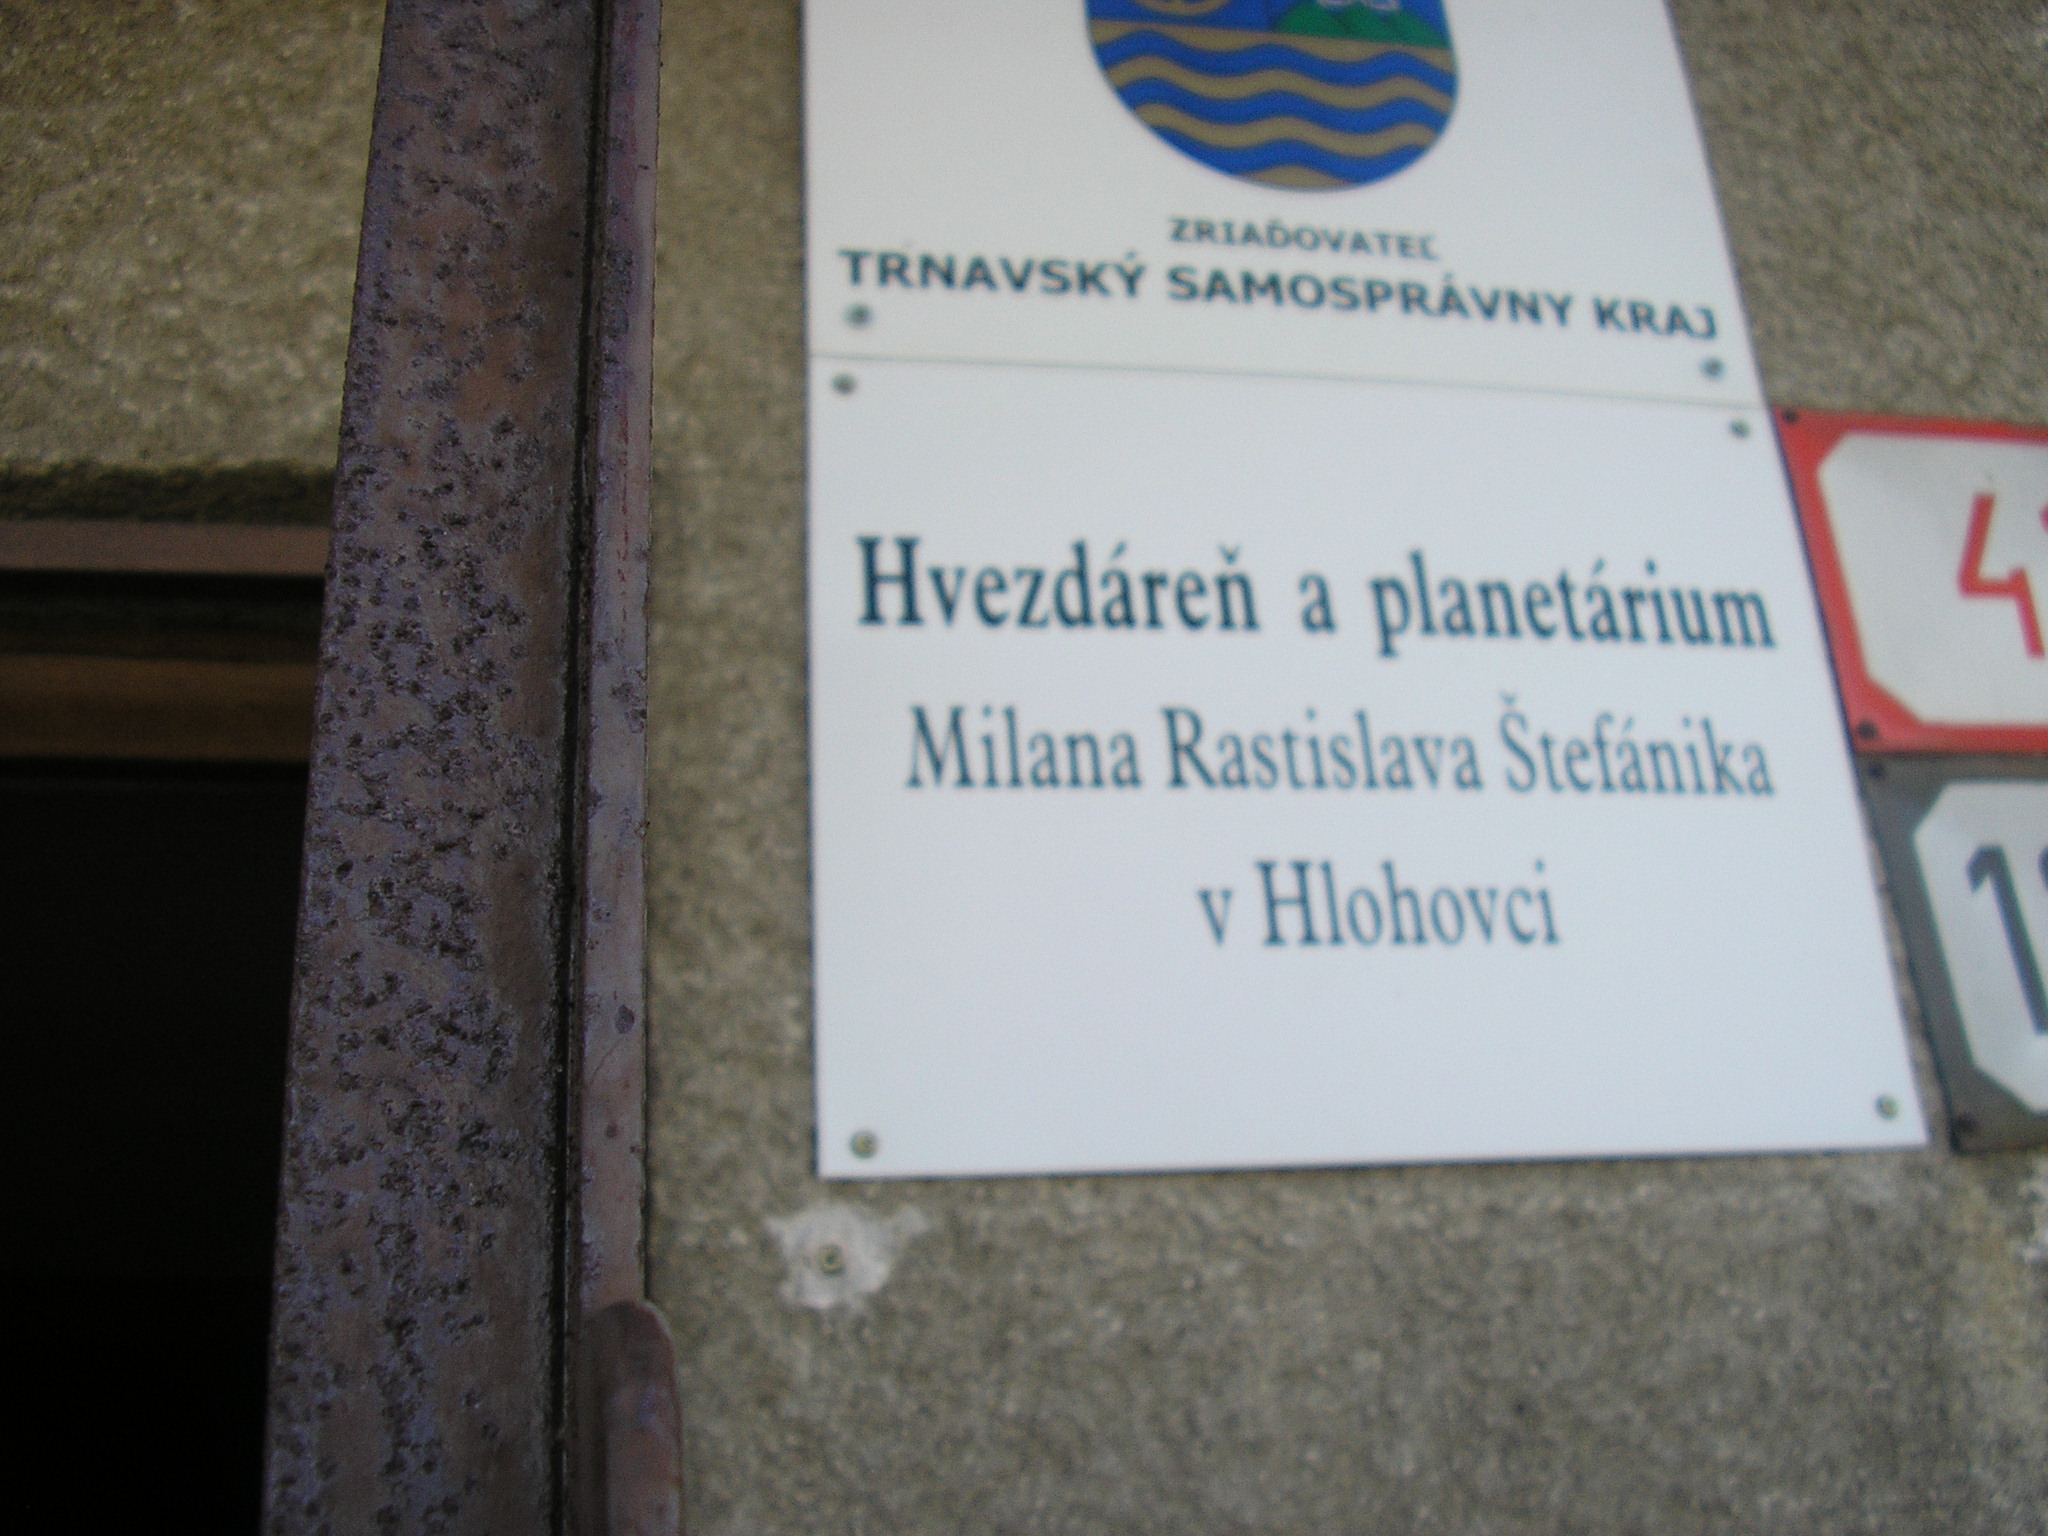 ZRIAĎOVATEĽ
TRNAVSKÝ SAMOSPRÁVNY KRAJ
Hvezdáreň a planetárium
Milana Rastislava Štefánika
v Hlohovci